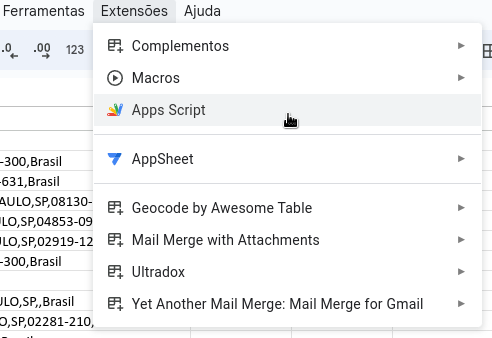 Ferramentas Extensões Ajuda
.0 .00 123
Complementos
Macros
Apps Script
AppSheet
-300,Brasil
-631,Brasil
AULO,SP,08130-
Geocode by Awesome Table
ULO,SP,04853-09
Mail Merge with Attachments
ULO,SP,02919-12
-300,Brasil
Ultradox
ULO,SP,,Brasil
Yet Another Mail Merge: Mail Merge for Gmail
O,SP,02281-210,